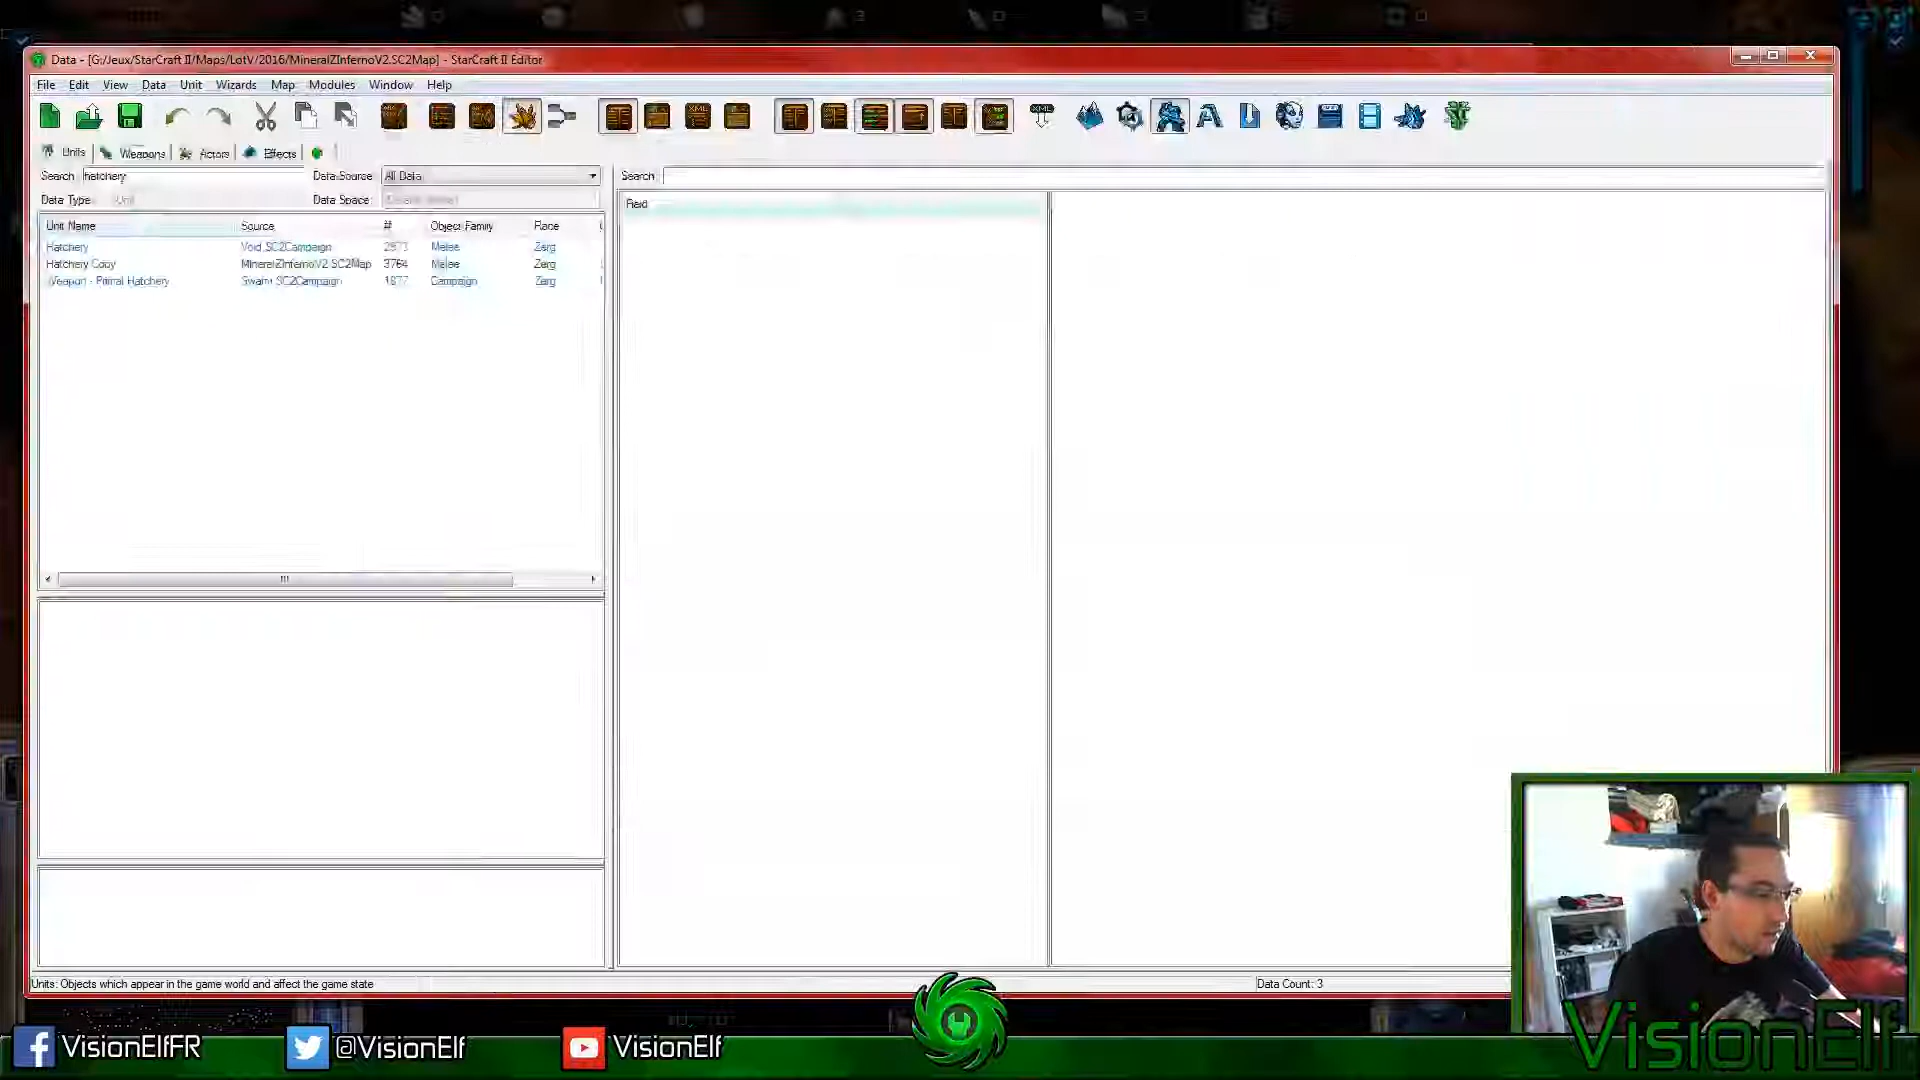 Data - [G:/Jeux/StarCraft II/Maps/LotV/2016/MineralZInfernoV2.SC2Map] - StarCraft II Editor
File Edit View Data Unit Wizards Map Modules Window Help
Units Weapons Actors Effects
Search hatchery Data Source: All Data Search
Data Type: Unit Data Space:
Field
Unit Name Source # Object Family Race
Hatchery Void.SC2Campaign 2973 Melee Zerg
Hatchery Copy MineralZInfernoV2.SC2Map 3764 Melee Zerg
Weapon - Primal Hatchery Swarm.SC2Campaign 1877 Campaign Zerg
Units: Objects which appear in the game world and affect the game state Data Count: 3
VisionElfFR @VisionElf VisionElf VisionElf